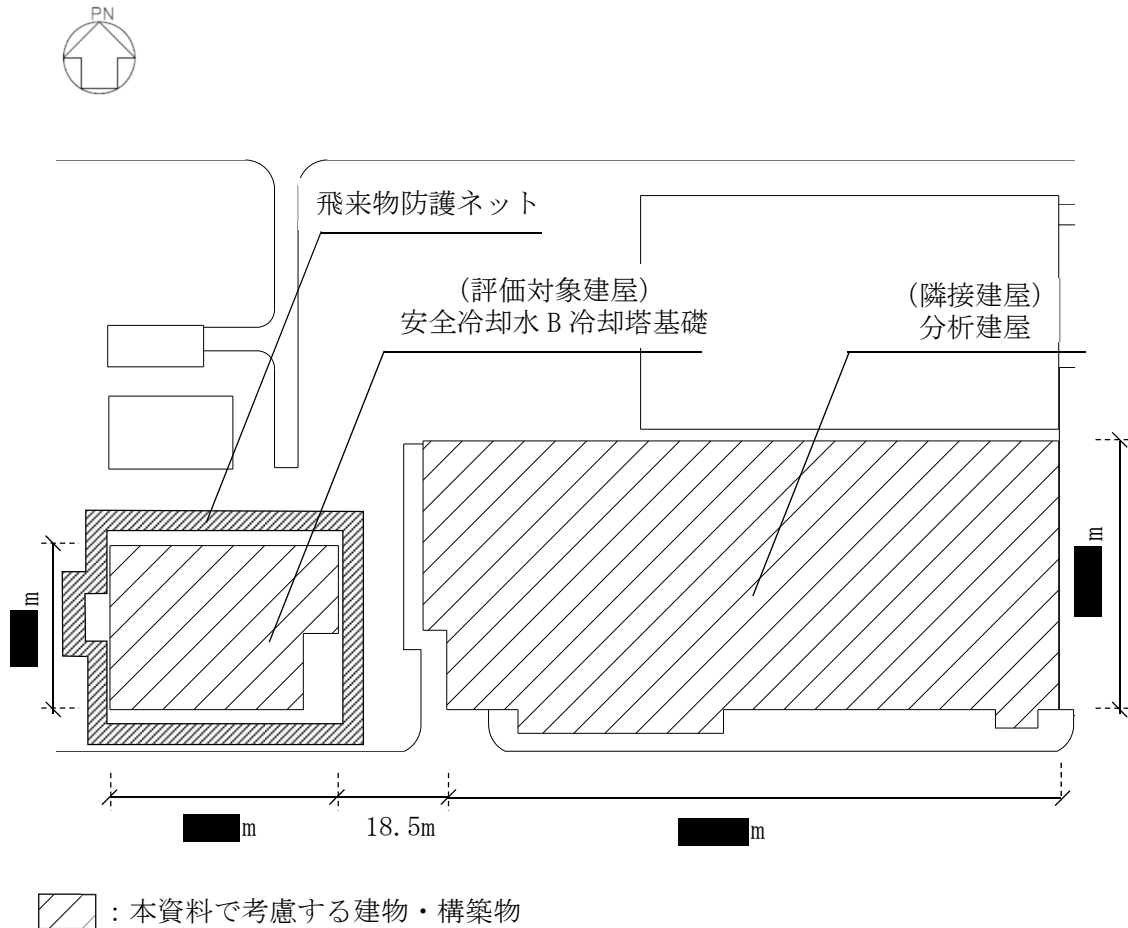 PN
飛来物防護ネット
(評価対象建屋)
安全冷却水 B 冷却塔基礎
(隣接建屋)
分析建屋
m
m
m
18.5m
m
：本資料で考慮する建物・構築物